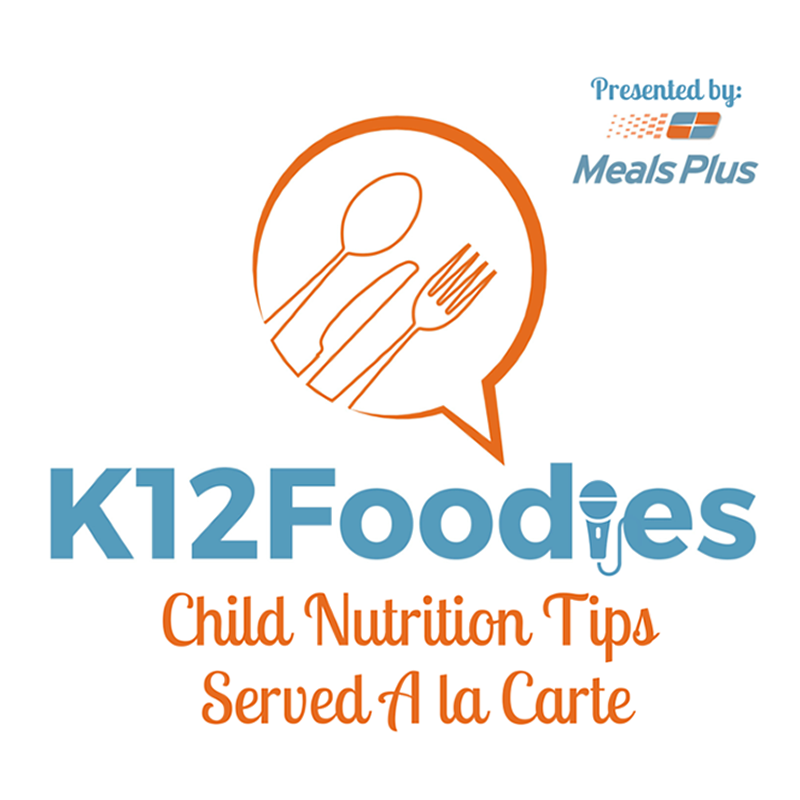 Presented by:
Meals Plus
K12Foodies
Child Nutrition Tips
Served A la Carte